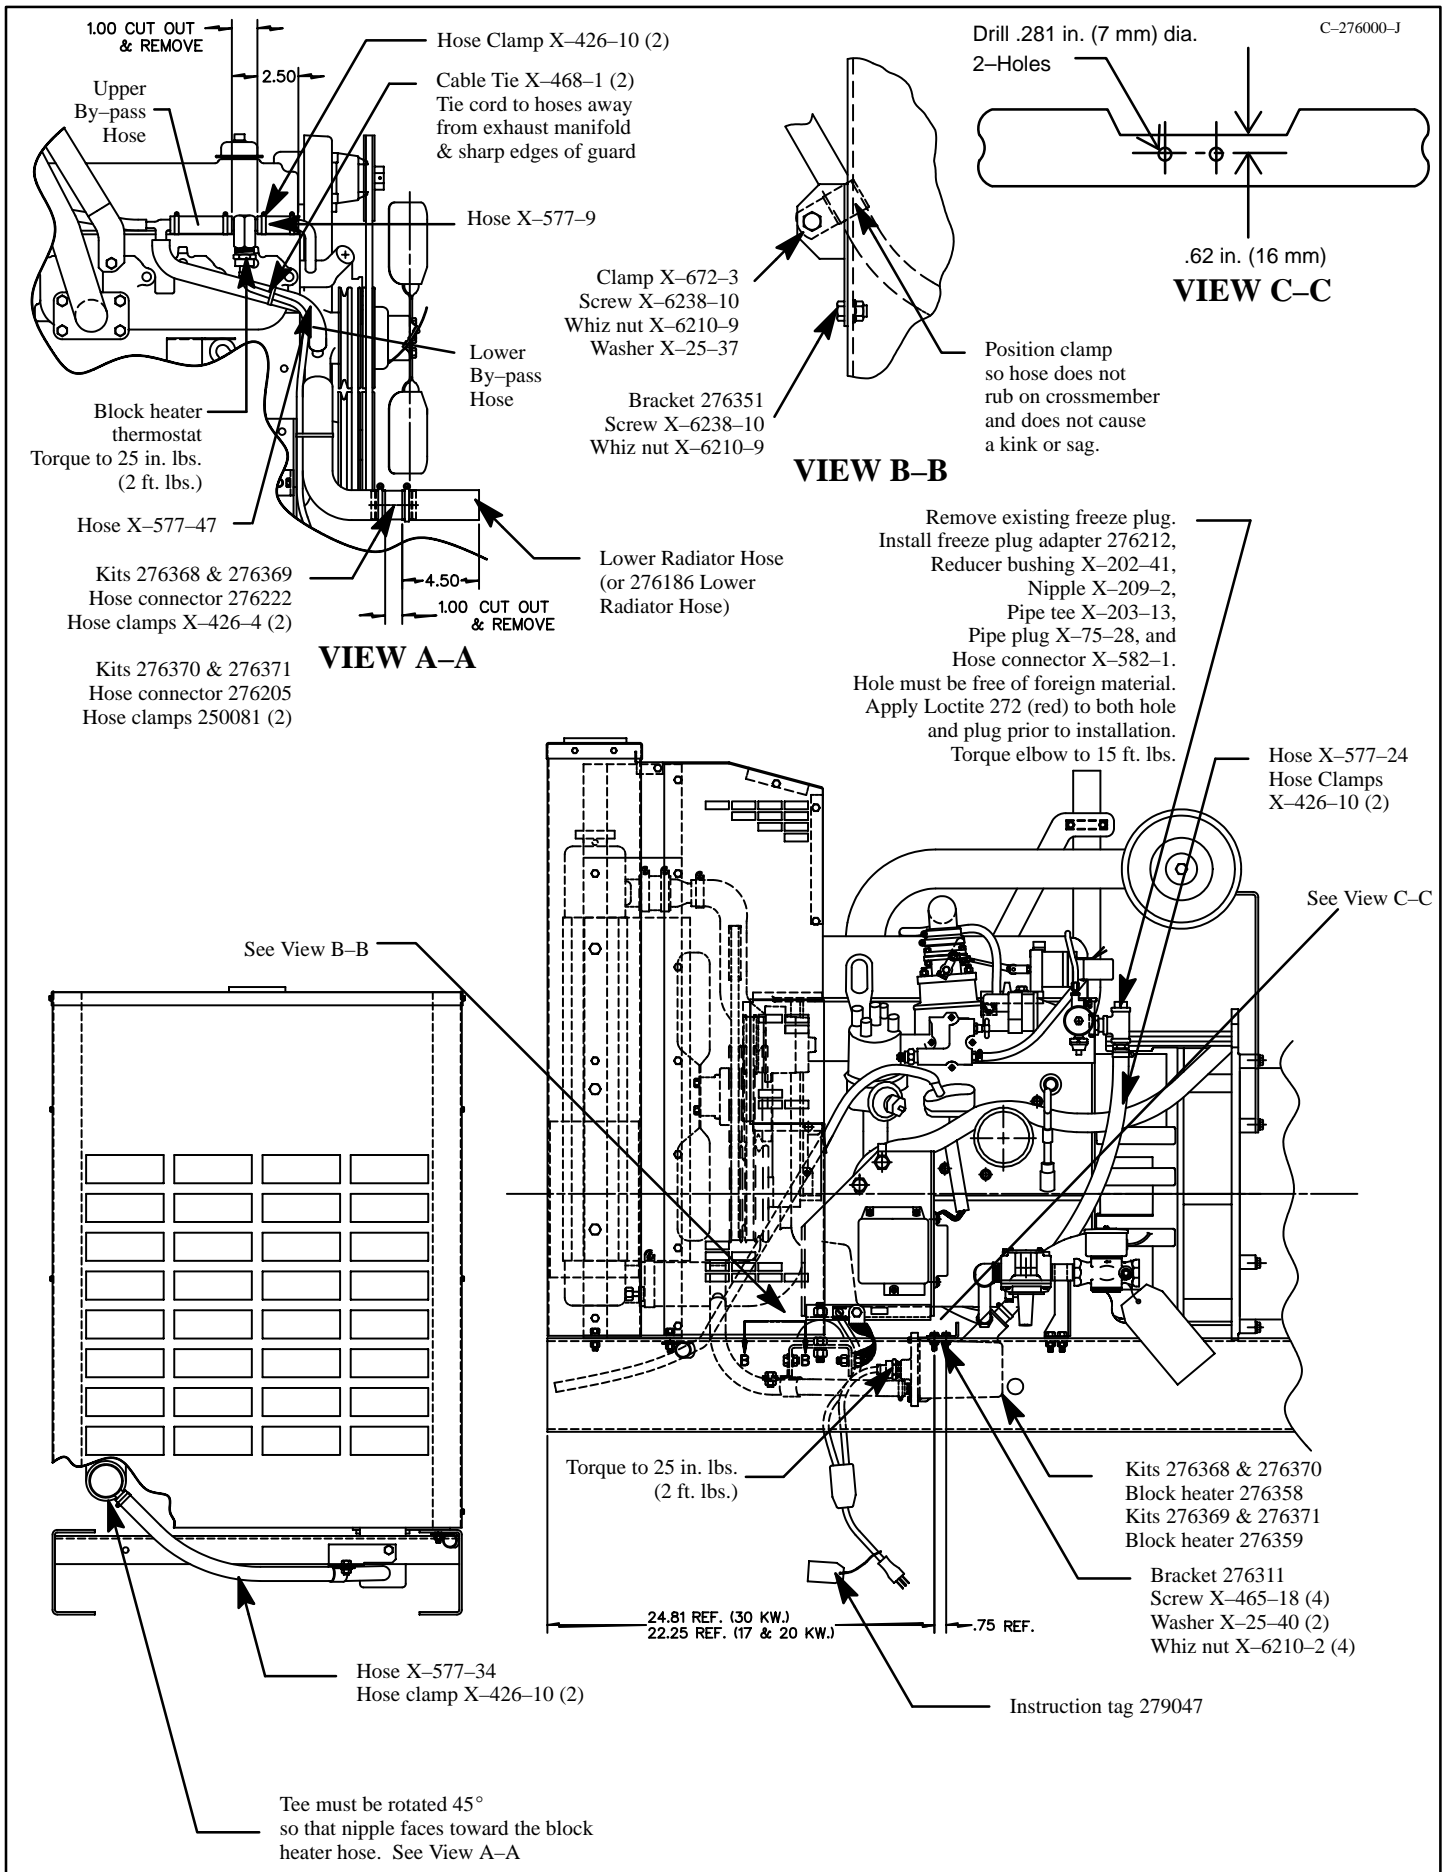 C–276000–J
1.00 CUT OUT
& REMOVE
2.50
Hose Clamp X–426–10 (2)
Upper
By–pass
Hose
Cable Tie X–468–1 (2)
Tie cord to hoses away
from exhaust manifold
& sharp edges of guard
Hose X–577–9
Lower
By–pass
Hose
Block heater
thermostat
Torque to 25 in. lbs.
(2 ft. lbs.)
Hose X–577–47
Kits 276368 & 276369
Hose connector 276222
Hose clamps X–426–4 (2)
Kits 276370 & 276371
Hose connector 276205
Hose clamps 250081 (2)
4.50
1.00 CUT OUT
& REMOVE
Lower Radiator Hose
(or 276186 Lower
Radiator Hose)
VIEW A–A
Clamp X–672–3
Screw X–6238–10
Whiz nut X–6210–9
Washer X–25–37
Bracket 276351
Screw X–6238–10
Whiz nut X–6210–9
Position clamp
so hose does not
rub on crossmember
and does not cause
a kink or sag.
VIEW B–B
Drill .281 in. (7 mm) dia.
2–Holes
.62 in. (16 mm)
VIEW C–C
Remove existing freeze plug.
Install freeze plug adapter 276212,
Reducer bushing X–202–41,
Nipple X–209–2,
Pipe tee X–203–13,
Pipe plug X–75–28, and
Hose connector X–582–1.
Hole must be free of foreign material.
Apply Loctite 272 (red) to both hole
and plug prior to installation.
Torque elbow to 15 ft. lbs.
Hose X–577–24
Hose Clamps
X–426–10 (2)
See View C–C
See View B–B
B
B
Torque to 25 in. lbs.
(2 ft. lbs.)
Kits 276368 & 276370
Block heater 276358
Kits 276369 & 276371
Block heater 276359
Bracket 276311
Screw X–465–18 (4)
Washer X–25–40 (2)
Whiz nut X–6210–2 (4)
24.81 REF. (30 KW.)
22.25 REF. (17 & 20 KW.)
.75 REF.
Hose X–577–34
Hose clamp X–426–10 (2)
Instruction tag 279047
Tee must be rotated 45°
so that nipple faces toward the block
heater hose.  See View A–A